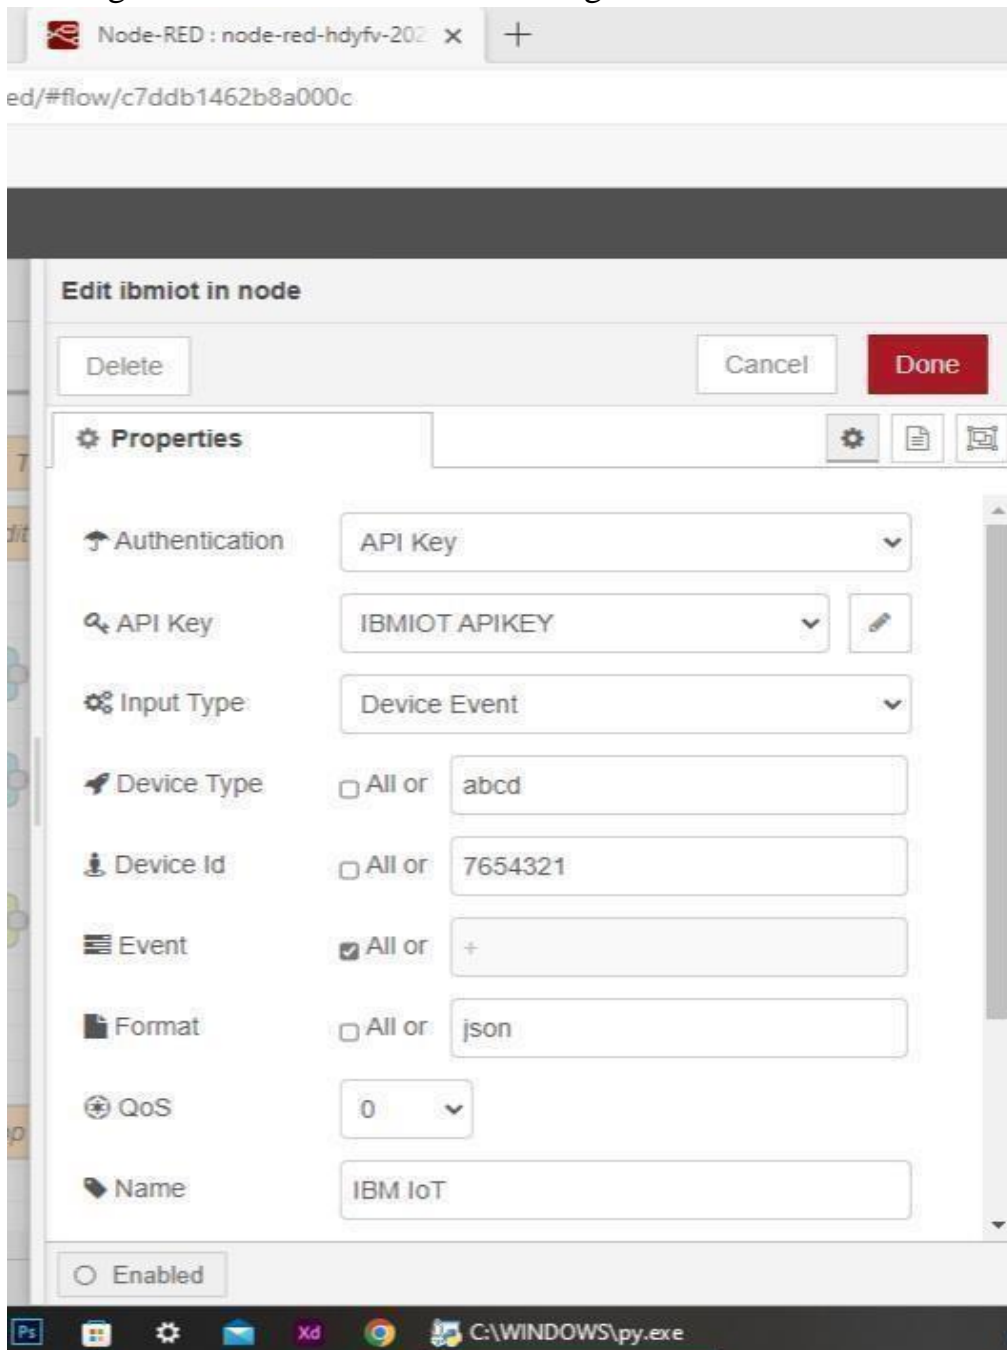 Node-RED : node-red-hdyfv-202
ed/#flow/c7ddb1462b8a000c
Edit ibmiot in node
Delete Cancel Done
Properties
Authentication API Key
API Key IBMIOT APIKEY
Input Type Device Event
Device Type All or abcd
Device Id All or 7654321
Event All or +
Format All or json
QoS 0
Name IBM IoT
Enabled
Ps Xd C:\WINDOWS\py.exe